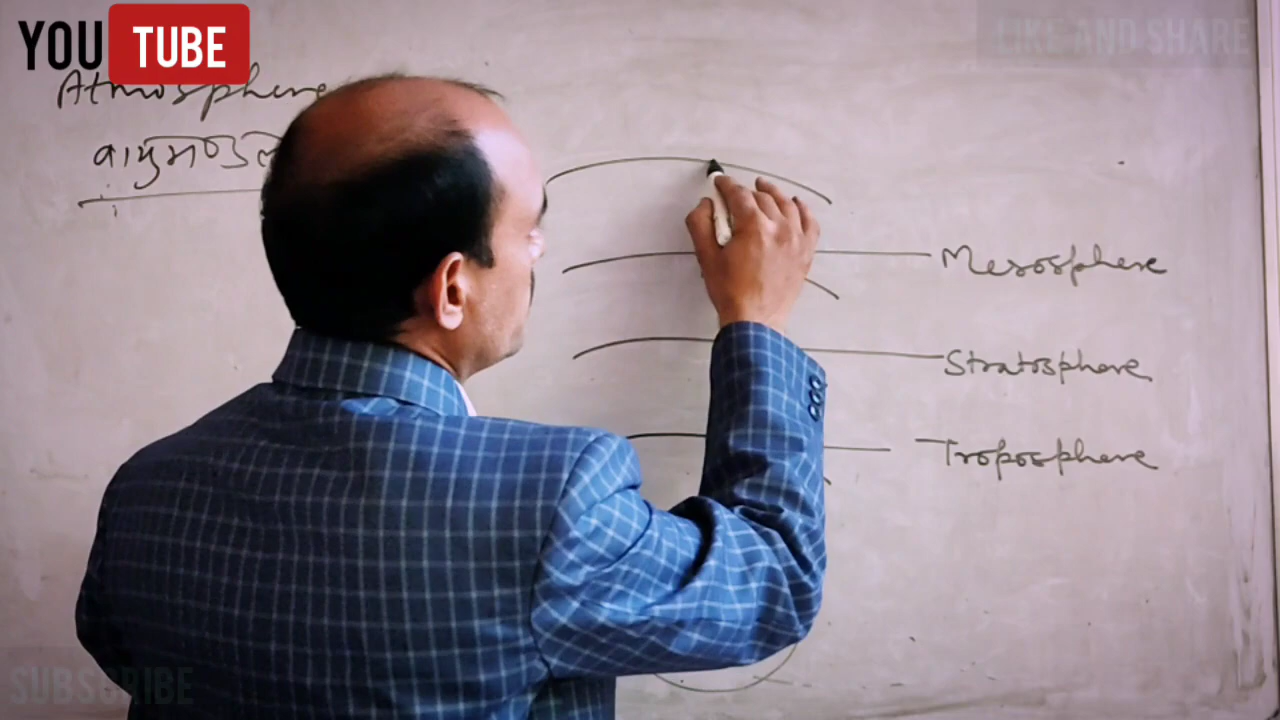 YOU TUBE
LIKE AND SHARE
Atmosphere
वायुमण्डल
Mesosphere
Stratosphere
Troposphere
SUBSCRIBE